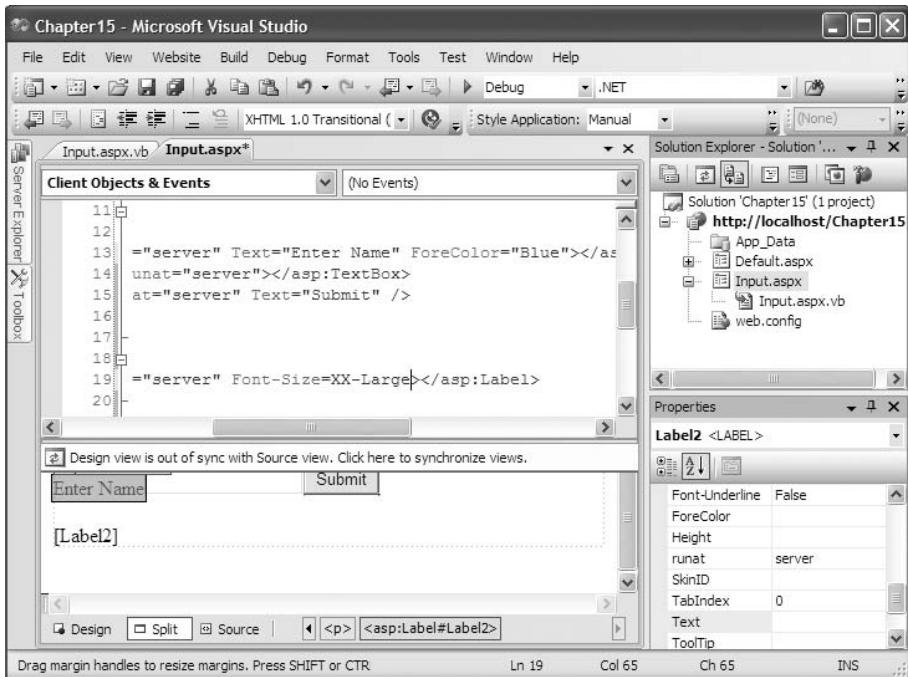 Chapter15 - Microsoft Visual Studio
File Edit View Website Build Debug Format Tools Test Window Help
Debug .NET
XHTML 1.0 Transitional ( Style Application: Manual (None)
Server Explorer
Toolbox
Input.aspx.vb Input.aspx*
Client Objects & Events (No Events)
11
12
13 ="server" Text="Enter Name" ForeColor="Blue"></as
14 unat="server"></asp:TextBox>
15 at="server" Text="Submit" />
16
17
18
19 ="server" Font-Size=XX-Large></asp:Label>
20
Design view is out of sync with Source view. Click here to synchronize views.
Enter Name Submit
[Label2]
Design Split Source <p> <asp:Label#Label2>
Solution Explorer - Solution '...
Solution 'Chapter15' (1 project)
http://localhost/Chapter15
App_Data
Default.aspx
Input.aspx
Input.aspx.vb
web.config
Properties
Label2 <LABEL>
Font-Underline False
ForeColor
Height
runat server
SkinID
TabIndex 0
Text
ToolTip
Drag margin handles to resize margins. Press SHIFT or CTR Ln 19 Col 65 Ch 65 INS